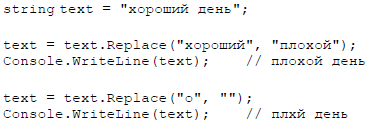 string text = "хороший день";
text = text.Replace("хороший", "плохой");
Console.WriteLine(text);    // плохой день
text = text.Replace("о", "");
Console.WriteLine(text);    // плхй день